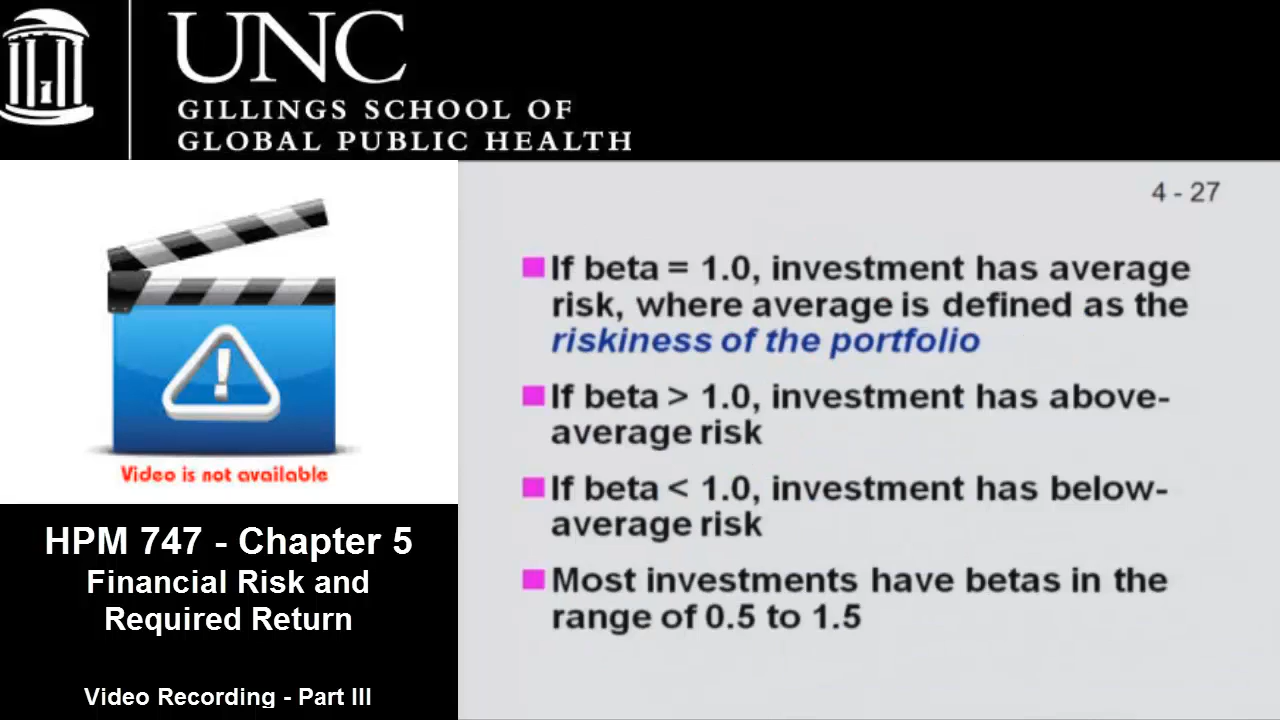 UNC
GILLINGS SCHOOL OF
GLOBAL PUBLIC HEALTH
Video is not available
HPM 747 - Chapter 5
Financial Risk and
Required Return
Video Recording - Part III
4 - 27
If beta = 1.0, investment has average
risk, where average is defined as the
riskiness of the portfolio
If beta > 1.0, investment has above-
average risk
If beta < 1.0, investment has below-
average risk
Most investments have betas in the
range of 0.5 to 1.5